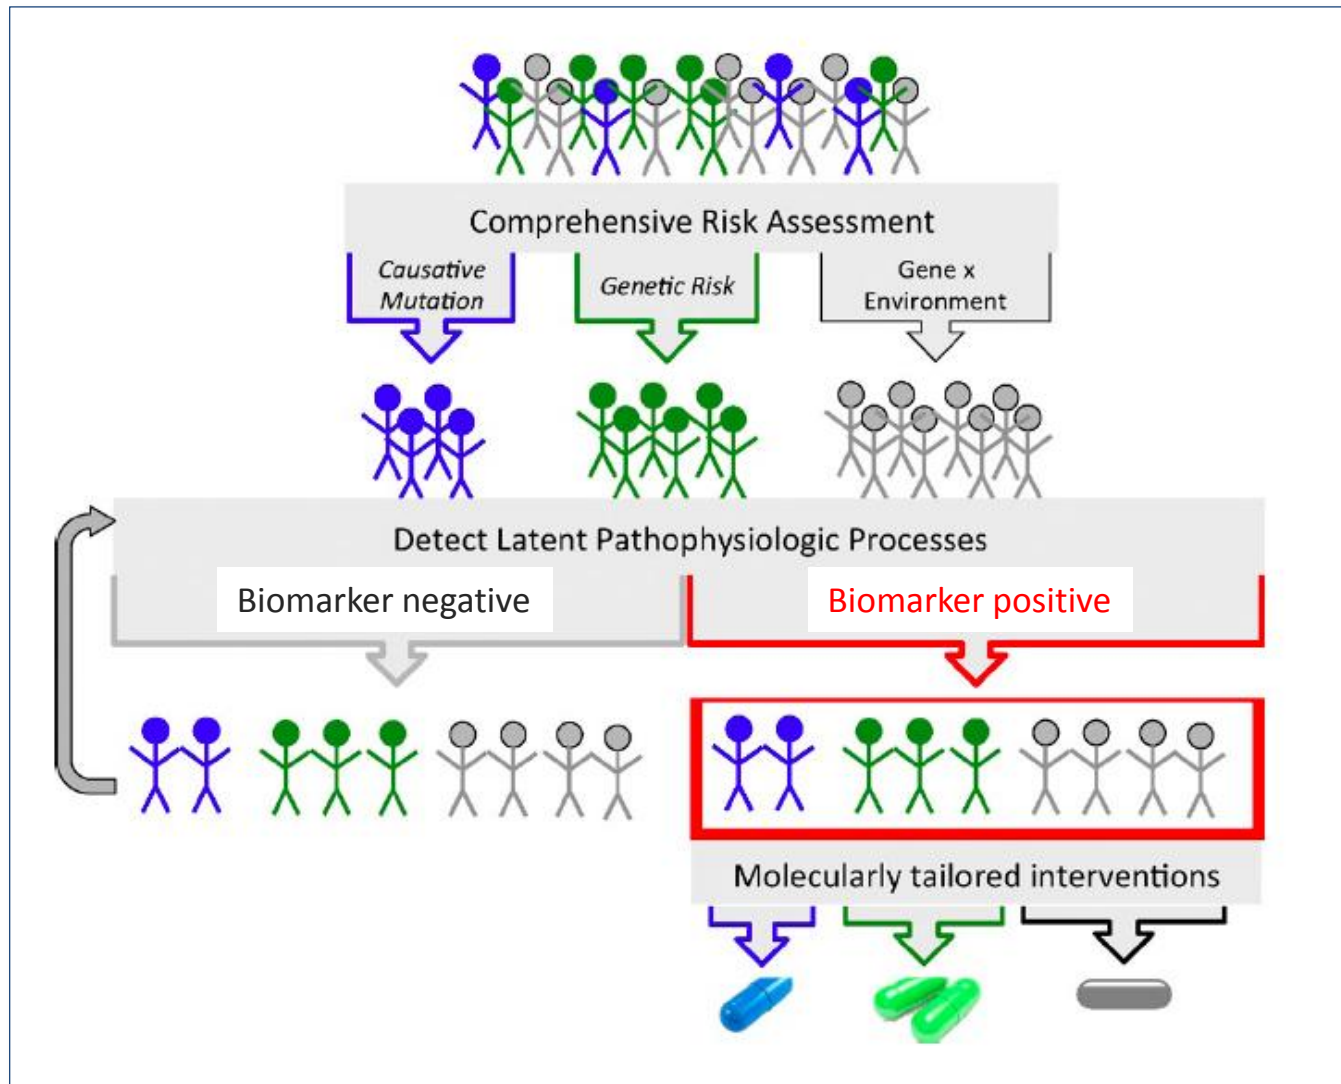 Comprehensive Risk Assessment
Causative
Mutation
Genetic Risk
Gene x
Environment
Detect Latent Pathophysiologic Processes
Biomarker negative
Biomarker positive
Molecularly tailored interventions